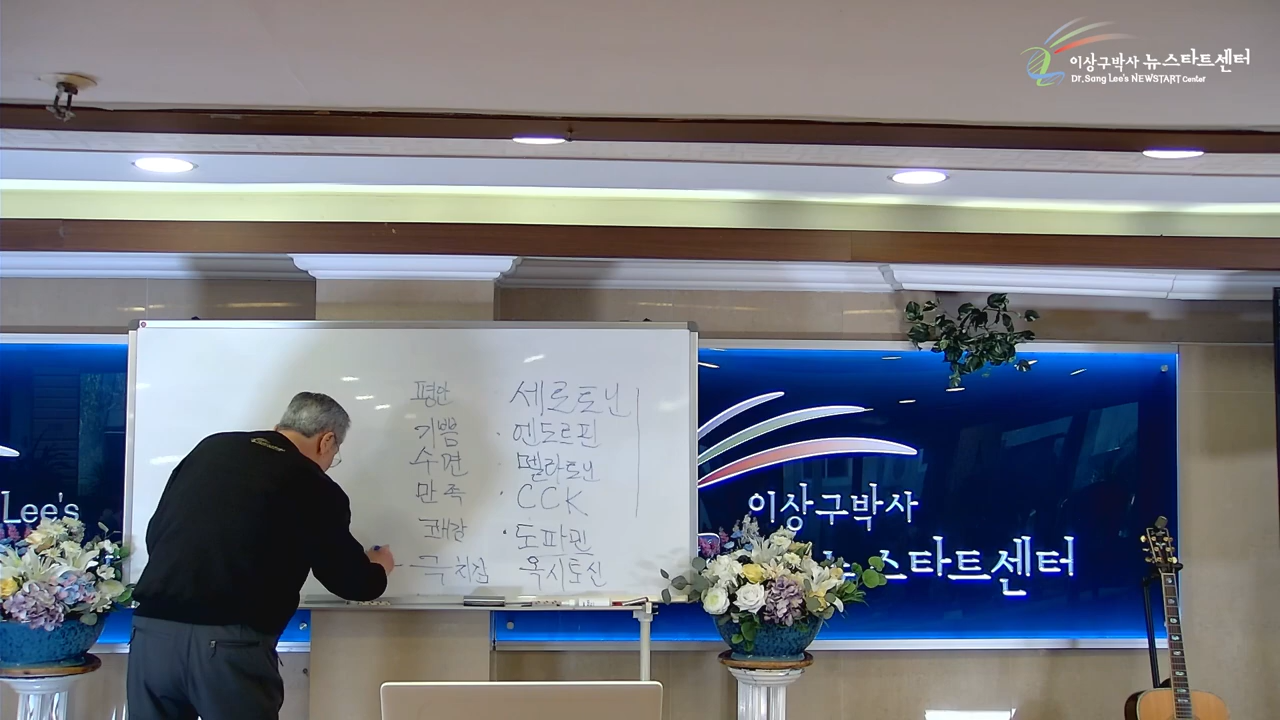 이상구박사 뉴스타트센터
Dr. Sang Lee's NEWSTART Center
평안 세로토닌
기쁨 · 엔도르핀
수면 멜라토닌
만족 · CCK
쾌감 · 도파민
옥시토신
Lee's
이상구박사
뉴스타트센터